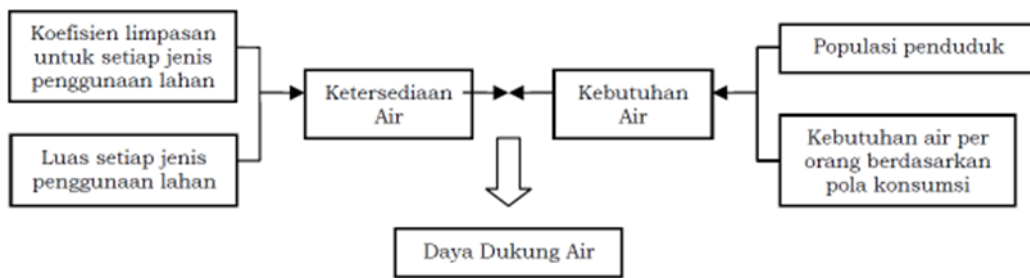 Koefisien limpasan
untuk setiap jenis
penggunaan lahan
Luas setiap jenis
penggunaan lahan
Ketersediaan
Air
Kebutuhan
Air
Populasi penduduk
Kebutuhan air per
orang berdasarkan
pola konsumsi
Daya Dukung Air